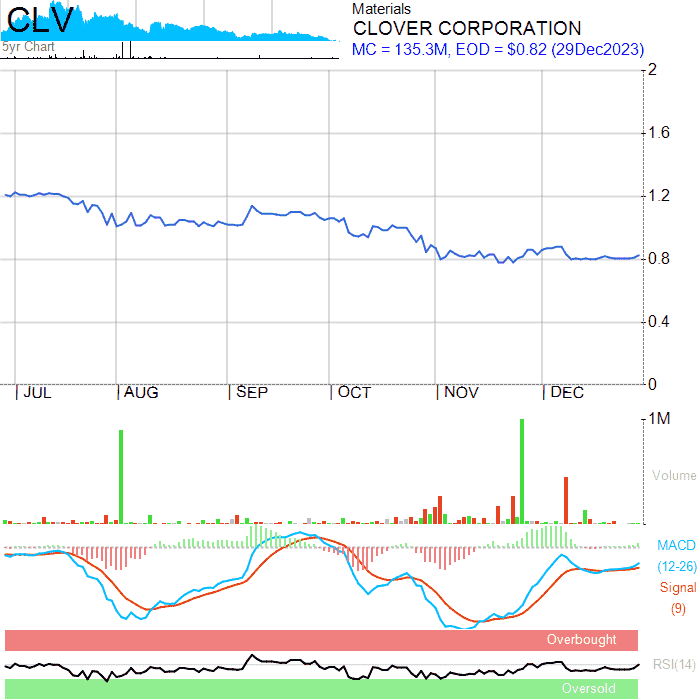 CLV
5yr Chart
Materials
CLOVER CORPORATION
MC = 135.3M, EOD = $0.82 (29Dec2023)
2
1.6
1.2
0.8
0.4
0
JUL AUG SEP OCT NOV DEC
1M
Volume
MACD
(12-26)
Signal
(9)
Overbought
RSI(14)
Oversold